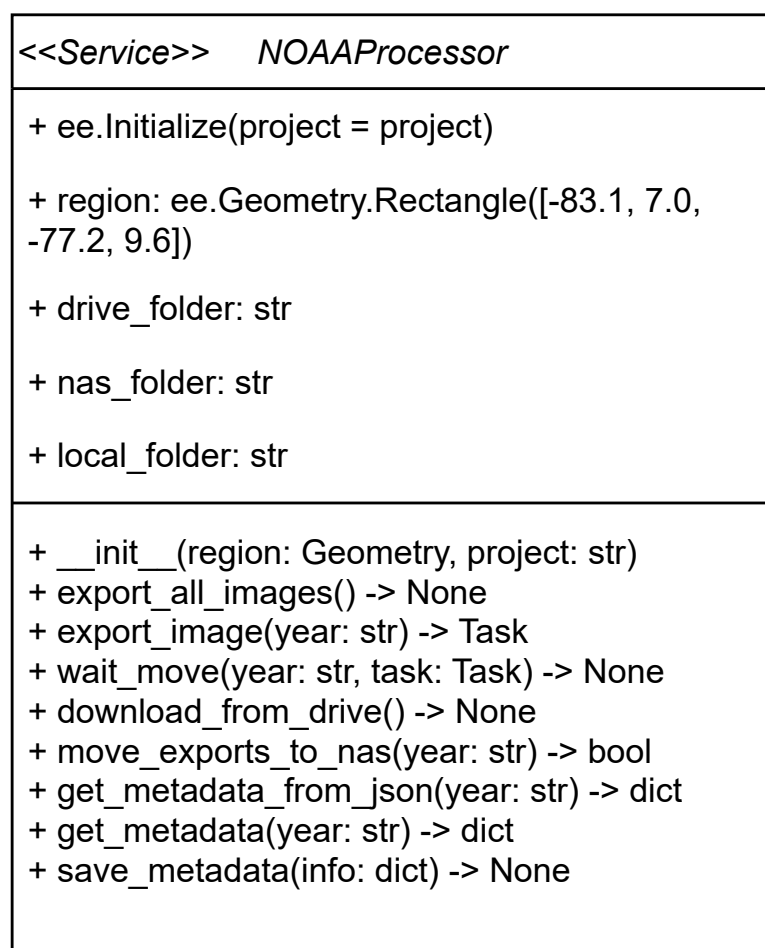 <<Service>> NOAAProcessor
+ ee.Initialize(project = project)
+ region: ee.Geometry.Rectangle([-83.1, 7.0,
-77.2, 9.6])
+ drive_folder: str
+ nas_folder: str
+ local_folder: str
+ __init__(region: Geometry, project: str)
+ export_all_images() -> None
+ export_image(year: str) -> Task
+ wait_move(year: str, task: Task) -> None
+ download_from_drive() -> None
+ move_exports_to_nas(year: str) -> bool
+ get_metadata_from_json(year: str) -> dict
+ get_metadata(year: str) -> dict
+ save_metadata(info: dict) -> None